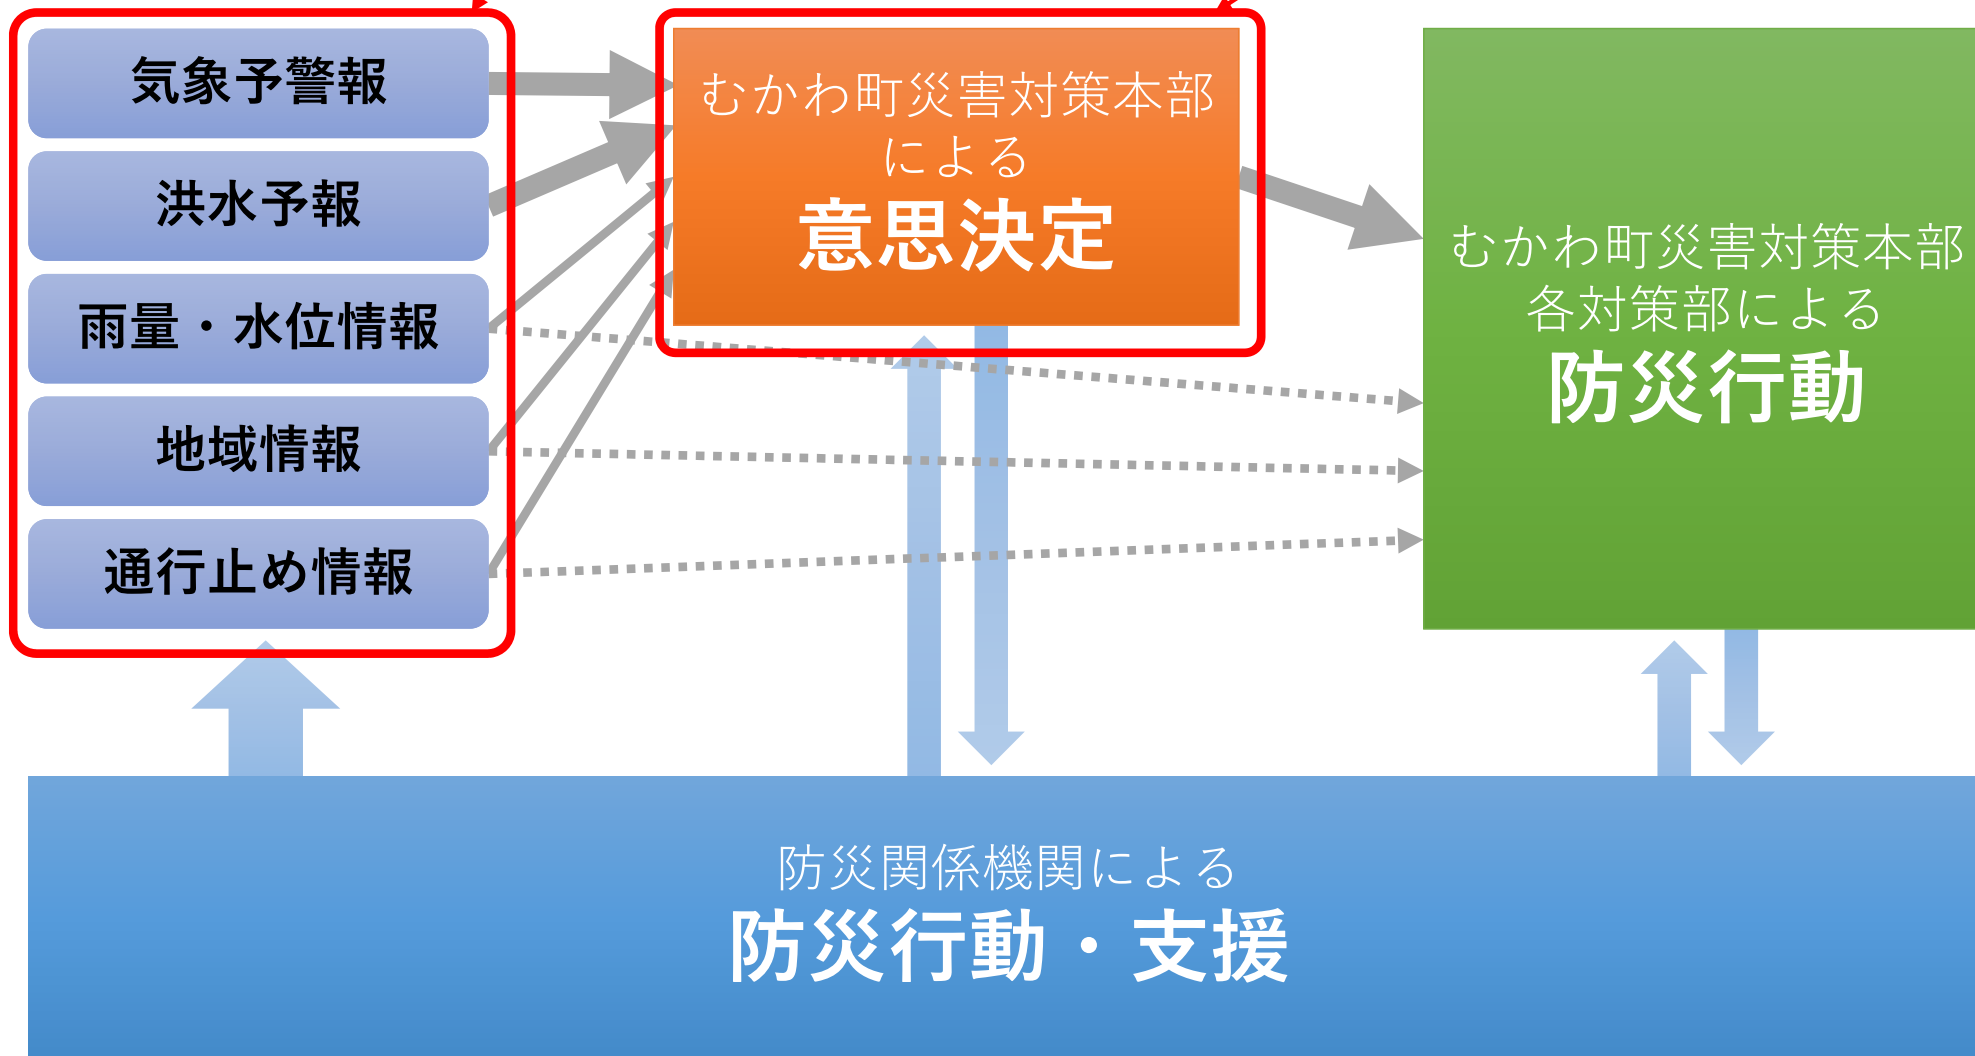 気象予警報
洪水予報
雨量・水位情報
地域情報
通行止め情報
むかわ町災害対策本部
による
意思決定
むかわ町災害対策本部
各対策部による
防災行動
防災関係機関による
防災行動・支援